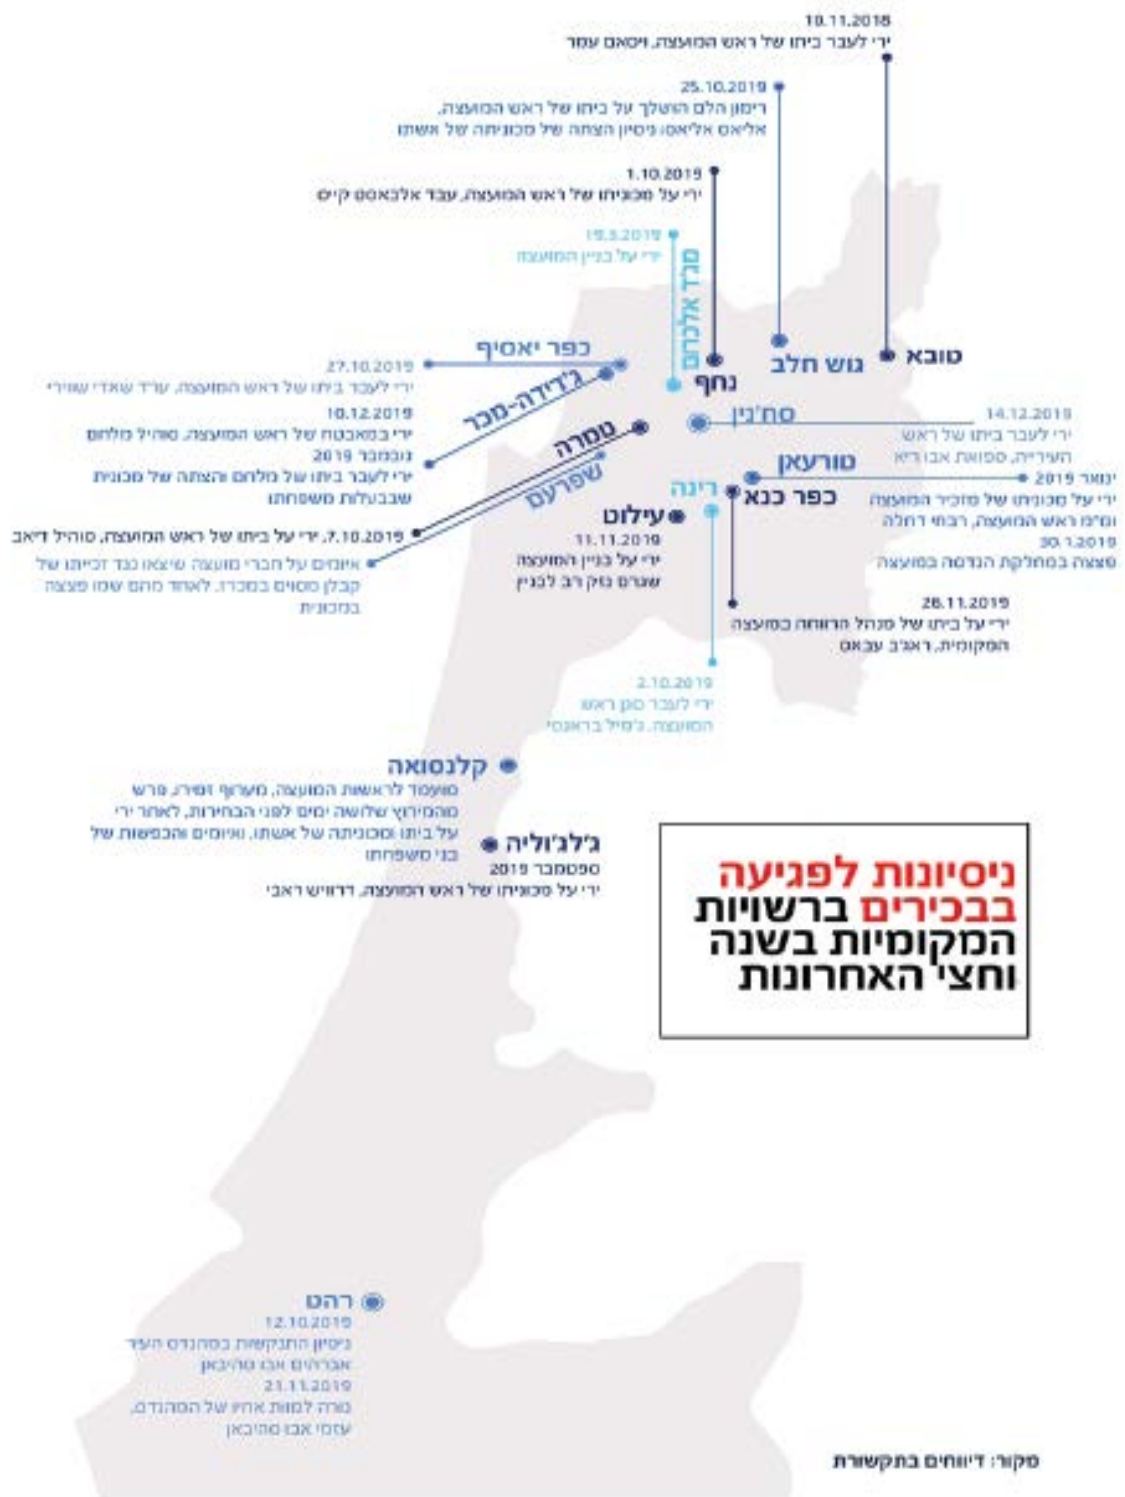 10.11.2018
ירי לעבר ביתו של ראש המועצה, ויסאם עמר
25.10.2019
רימון הלם הושלך על ביתו של ראש המועצה,
אליאס אליאס; ניסיון הצתה של מכוניתה של אשתו
1.10.2019
ירי על מכוניתו של ראש המועצה, עבד אלבאסט קייס
ירי על בניין המועצה
מג'ד אלכרום
טובא
גוש חלב
נחף
כפר יאסיף
27.10.2019
ירי לעבר ביתו של ראש המועצה, עו"ד שאדי שווירי
ג'דידה-מכר
10.12.2019
ירי במאבטח של ראש המועצה, סוהיל מלחם
נובמבר 2019
ירי לעבר ביתו של מלחם והצתה של מכונית
שבבעלות משפחתו
סח'נין
14.12.2019
ירי לעבר ביתו של ראש
העירייה, ספואת אבו ריא
טמרה
7.10.2019, ירי על ביתו של ראש המועצה, סוהיל דיאב
שפרעם
איומים על חברי מועצה שיצאו נגד זכייתו של
קבלן מסוים במכרז. לאחד מהם שמו פצצה
במכונית
טורעאן
ינואר 2019
ירי על מכוניתו של מזכיר המועצה
ומ"מ ראש המועצה, רבחי דחלה
30.1.2019
פצצה במחלקת הנדסה במועצה
כפר כנא
26.11.2019
ירי על ביתו של מנהל הרווחה במועצה
המקומית, ראג'ב עבאס
רינה
2.10.2019
ירי לעבר סגן ראש
המועצה, ג'מיל בראנסי
עילוט
11.11.2019
ירי על בניין המועצה
שגרם נזק רב לבניין
קלנסואה
מועמד לראשות המועצה, מערוף זמירו, פרש
מהמירוץ שלושה ימים לפני הבחירות, לאחר ירי
על ביתו ומכוניתה של אשתו, ואיומים והכפשות של
בני משפחתו
ג'לג'וליה
ספטמבר 2019
ירי על מכוניתו של ראש המועצה, דרוויש ראבי
ניסיונות לפגיעה
בבכירים ברשויות
המקומיות בשנה
וחצי האחרונות
רהט
12.10.2019
ניסיון התנקשות במהנדס העיר
אברהים אבו סהיבאן
21.11.2019
נורה למוות אחיו של המהנדס,
עזמי אבו סהיבאן
מקור: דיווחים בתקשורת